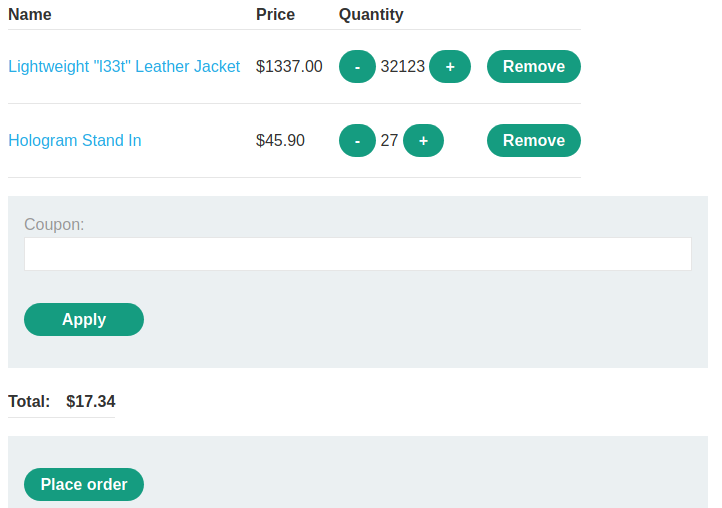 Name Price Quantity
Lightweight "l33t" Leather Jacket $1337.00 - 32123 + Remove
Hologram Stand In $45.90 - 27 + Remove
Coupon:
Apply
Total: $17.34
Place order